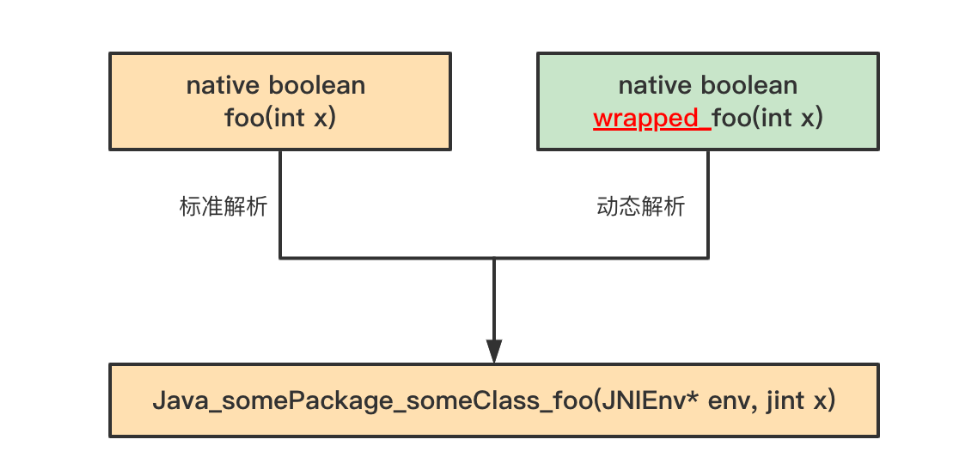 native boolean
foo(int x)
native boolean
wrapped_foo(int x)
标准解析
动态解析
Java_somePackage_someClass_foo(JNIEnv* env, jint x)